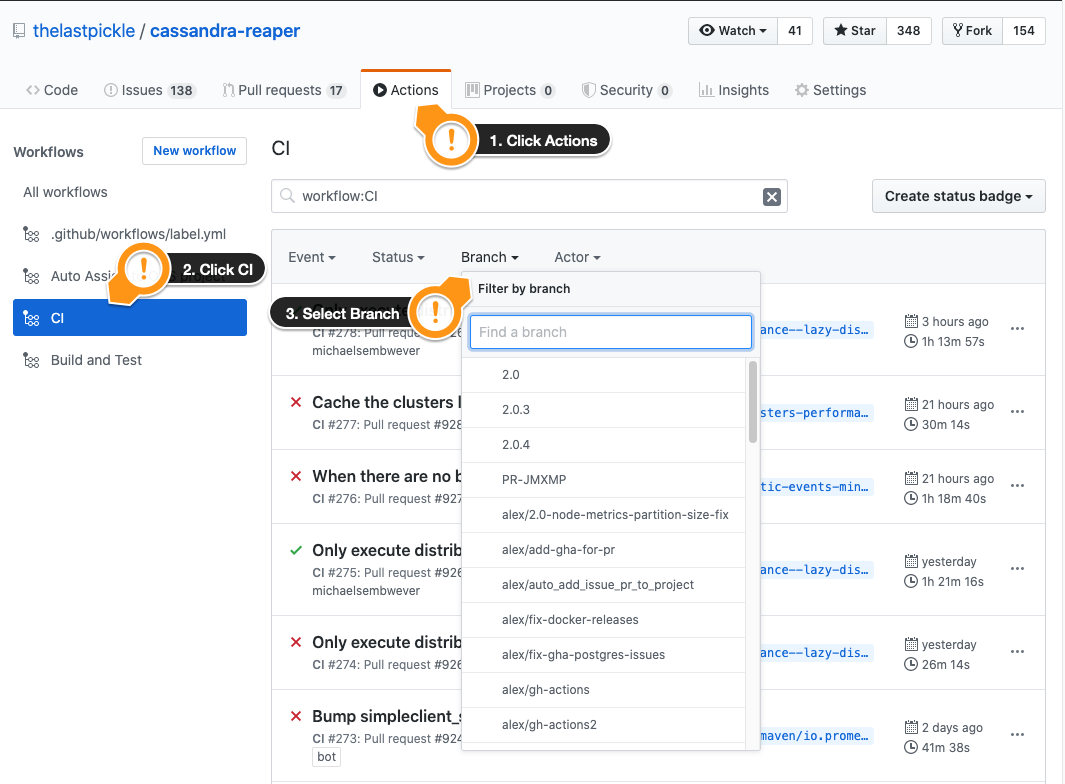 thelastpickle / cassandra-reaper
Watch 41 Star 348 Fork 154
Code Issues 138 Pull requests 17 Actions Projects 0 Security 0 Insights Settings
1. Click Actions
Workflows
New workflow
All workflows
.github/workflows/label.yml
2. Click CI
CI
Build and Test
CI
workflow:CI
Create status badge
Event Status Branch Actor
3. Select Branch
Filter by branch
Find a branch
2.0
2.0.3
2.0.4
PR-JMXMP
alex/2.0-node-metrics-partition-size-fix
alex/add-gha-for-pr
alex/auto_add_issue_pr_to_project
alex/fix-docker-releases
alex/fix-gha-postgres-issues
alex/gh-actions
alex/gh-actions2
CI #278: Pull request #926
michaelsembwever
ance--lazy-dis…
3 hours ago
1h 13m 57s
Cache the clusters
CI #277: Pull request #928
sters-performa…
21 hours ago
30m 14s
When there are no
CI #276: Pull request #927
tic-events-min…
21 hours ago
1h 18m 40s
Only execute distrib
CI #275: Pull request #926
michaelsembwever
ance--lazy-dis…
yesterday
1h 21m 16s
Only execute distrib
CI #274: Pull request #926
ance--lazy-dis…
yesterday
26m 14s
Bump simpleclient_s
CI #273: Pull request #924
bot
maven/io.prome…
2 days ago
41m 38s